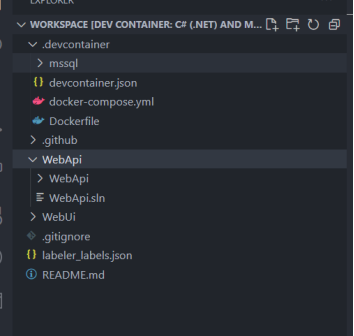 EXPLORER
WORKSPACE [DEV CONTAINER: C# (.NET) AND M...
.devcontainer
mssql
devcontainer.json
docker-compose.yml
Dockerfile
.github
WebApi
WebApi
WebApi.sln
WebUi
.gitignore
labeler_labels.json
README.md